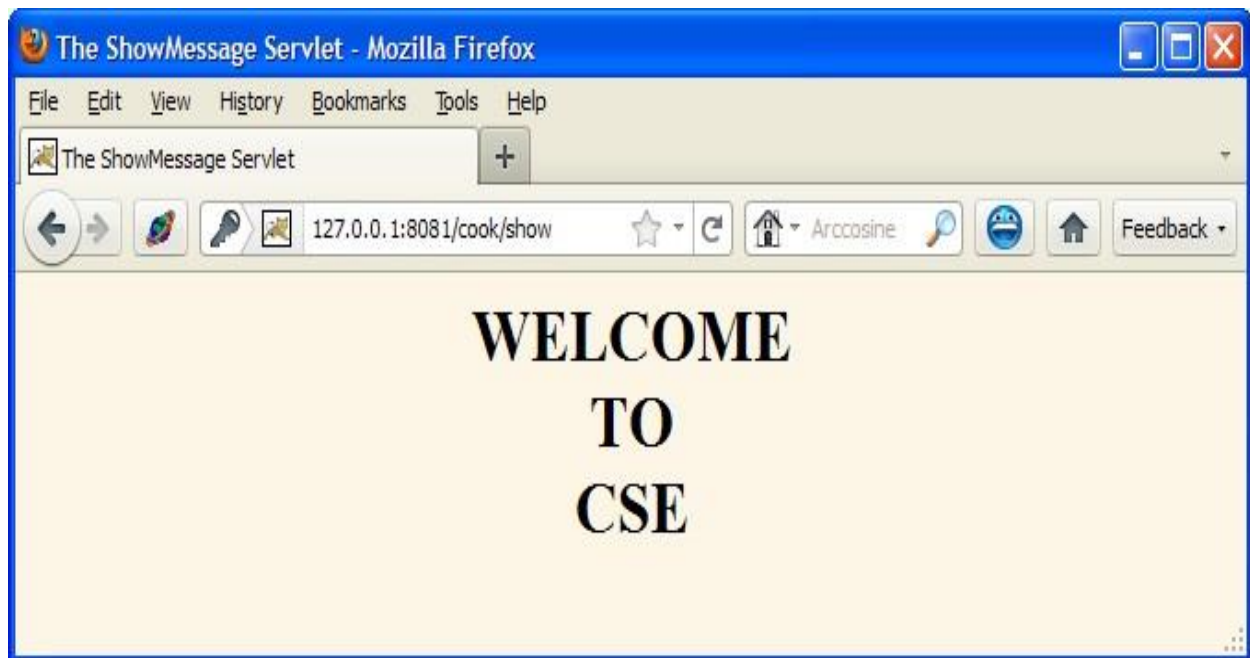 The ShowMessage Servlet - Mozilla Firefox
File Edit View History Bookmarks Tools Help
The ShowMessage Servlet
127.0.0.1:8081/cook/show Arccosine Feedback
WELCOME
TO
CSE